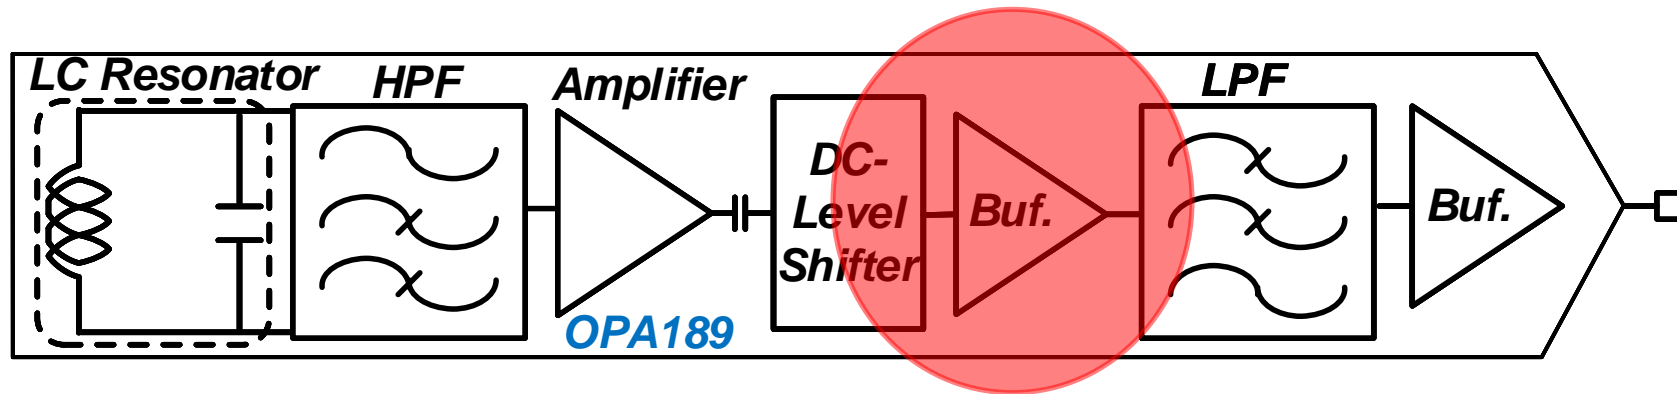 LC Resonator
HPF
Amplifier
OPA189
DC-
Level
Shifter
Buf.
LPF
Buf.